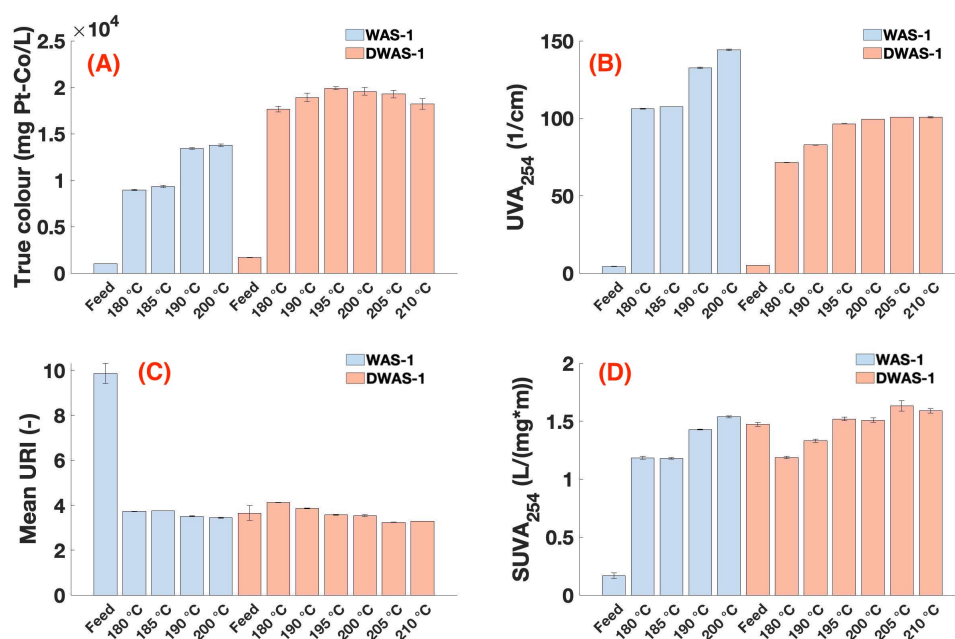 ×10⁴
WAS-1
DWAS-1
(A)
True colour (mg Pt-Co/L)
2.5
2
1.5
1
0.5
0
Feed
180 °C
185 °C
190 °C
200 °C
Feed
180 °C
190 °C
195 °C
200 °C
205 °C
210 °C
WAS-1
DWAS-1
(B)
UVA₂₅₄ (1/cm)
150
100
50
0
Feed
180 °C
185 °C
190 °C
200 °C
Feed
180 °C
190 °C
195 °C
200 °C
205 °C
210 °C
WAS-1
DWAS-1
(C)
Mean URI (-)
10
8
6
4
2
0
Feed
180 °C
185 °C
190 °C
200 °C
Feed
180 °C
190 °C
195 °C
200 °C
205 °C
210 °C
WAS-1
DWAS-1
(D)
SUVA₂₅₄ (L/(mg*m))
2
1.5
1
0.5
0
Feed
180 °C
185 °C
190 °C
200 °C
Feed
180 °C
190 °C
195 °C
200 °C
205 °C
210 °C